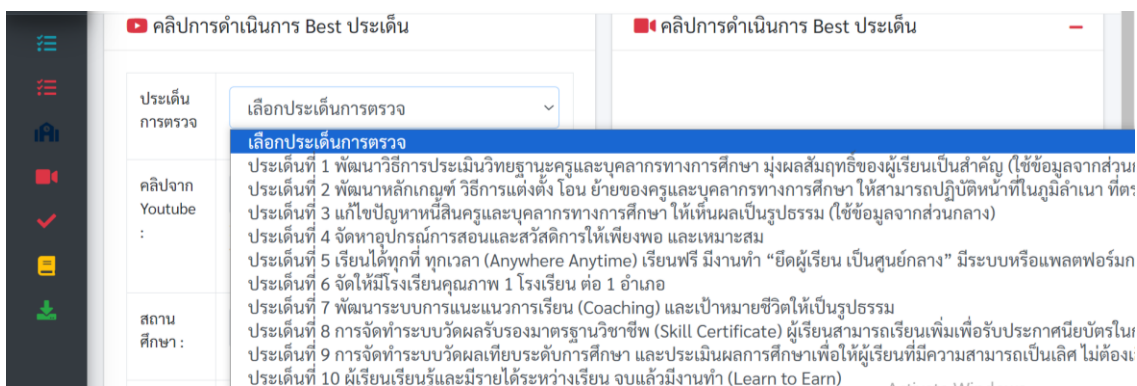 คลิปการดำเนินการ Best ประเด็น
คลิปการดำเนินการ Best ประเด็น
ประเด็น
การตรวจ
เลือกประเด็นการตรวจ
เลือกประเด็นการตรวจ
ประเด็นที่ 1 พัฒนาวิธีการประเมินวิทยฐานะครูและบุคลากรทางการศึกษา มุ่งผลสัมฤทธิ์ของผู้เรียนเป็นสำคัญ (ใช้ข้อมูลจากส่วน
คลิปจาก
Youtube
:
ประเด็นที่ 2 พัฒนาหลักเกณฑ์ วิธีการแต่งตั้ง โอน ย้ายของครูและบุคลากรทางการศึกษา ให้สามารถปฏิบัติหน้าที่ในภูมิลำเนา ที่ตร
ประเด็นที่ 3 แก้ไขปัญหาหนี้สินครูและบุคลากรทางการศึกษา ให้เห็นผลเป็นรูปธรรม (ใช้ข้อมูลจากส่วนกลาง)
ประเด็นที่ 4 จัดหาอุปกรณ์การสอนและสวัสดิการให้เพียงพอ และเหมาะสม
ประเด็นที่ 5 เรียนได้ทุกที่ ทุกเวลา (Anywhere Anytime) เรียนฟรี มีงานทำ “ยึดผู้เรียน เป็นศูนย์กลาง” มีระบบหรือแพลตฟอร์มก
ประเด็นที่ 6 จัดให้มีโรงเรียนคุณภาพ 1 โรงเรียน ต่อ 1 อำเภอ
ประเด็นที่ 7 พัฒนาระบบการแนะแนวการเรียน (Coaching) และเป้าหมายชีวิตให้เป็นรูปธรรม
สถาน
ศึกษา :
ประเด็นที่ 8 การจัดทำระบบวัดผลรับรองมาตรฐานวิชาชีพ (Skill Certificate) ผู้เรียนสามารถเรียนเพิ่มเพื่อรับประกาศนียบัตรใน
ประเด็นที่ 9 การจัดทำระบบวัดผลเทียบระดับการศึกษา และประเมินผลการศึกษาเพื่อให้ผู้เรียนที่มีความสามารถเป็นเลิศ ไม่ต้อง
ประเด็นที่ 10 ผู้เรียนเรียนรู้และมีรายได้ระหว่างเรียน จบแล้วมีงานทำ (Learn to Earn)